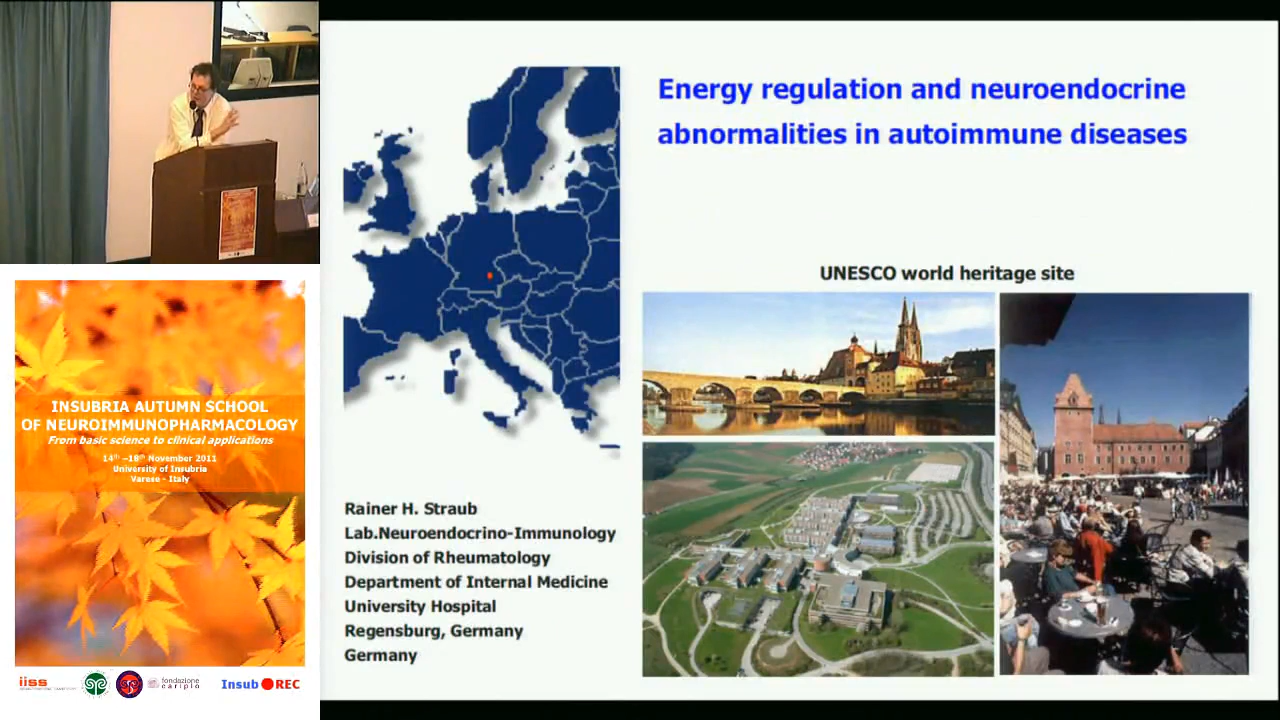 Energy regulation and neuroendocrine
abnormalities in autoimmune diseases
UNESCO world heritage site
Rainer H. Straub
Lab.Neuroendocrino-Immunology
Division of Rheumatology
Department of Internal Medicine
University Hospital
Regensburg, Germany
Germany
INSUBRIA AUTUMN SCHOOL
OF NEUROIMMUNOPHARMACOLOGY
From basic science to clinical applications
14th –18th November 2011
University of Insubria
Varese - Italy
iiss
fondazione
cariplo
Insub REC